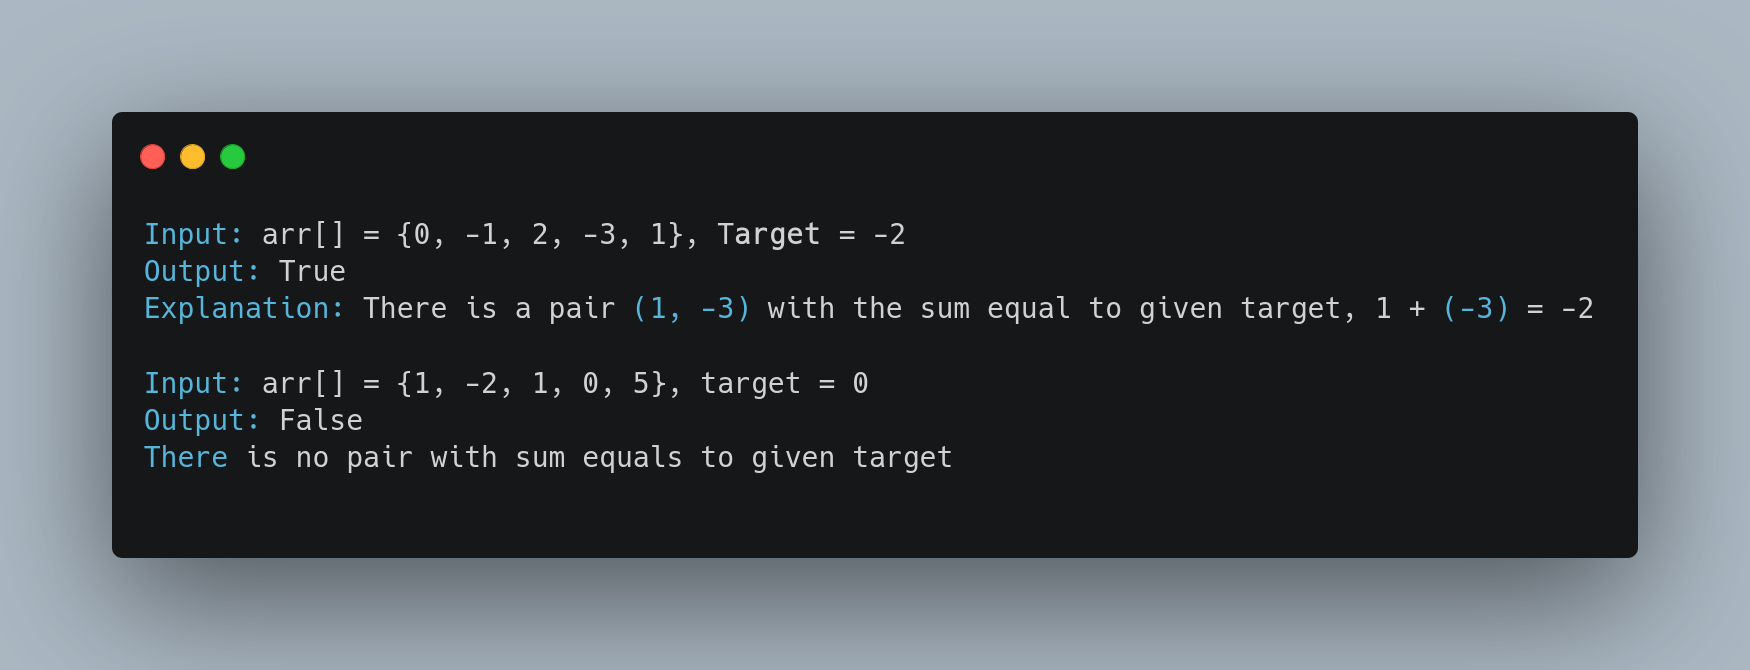 Input: arr[] = {0, -1, 2, -3, 1}, Target = -2
Output: True
Explanation: There is a pair (1, -3) with the sum equal to given target, 1 + (-3) = -2
Input: arr[] = {1, -2, 1, 0, 5}, target = 0
Output: False
There is no pair with sum equals to given target